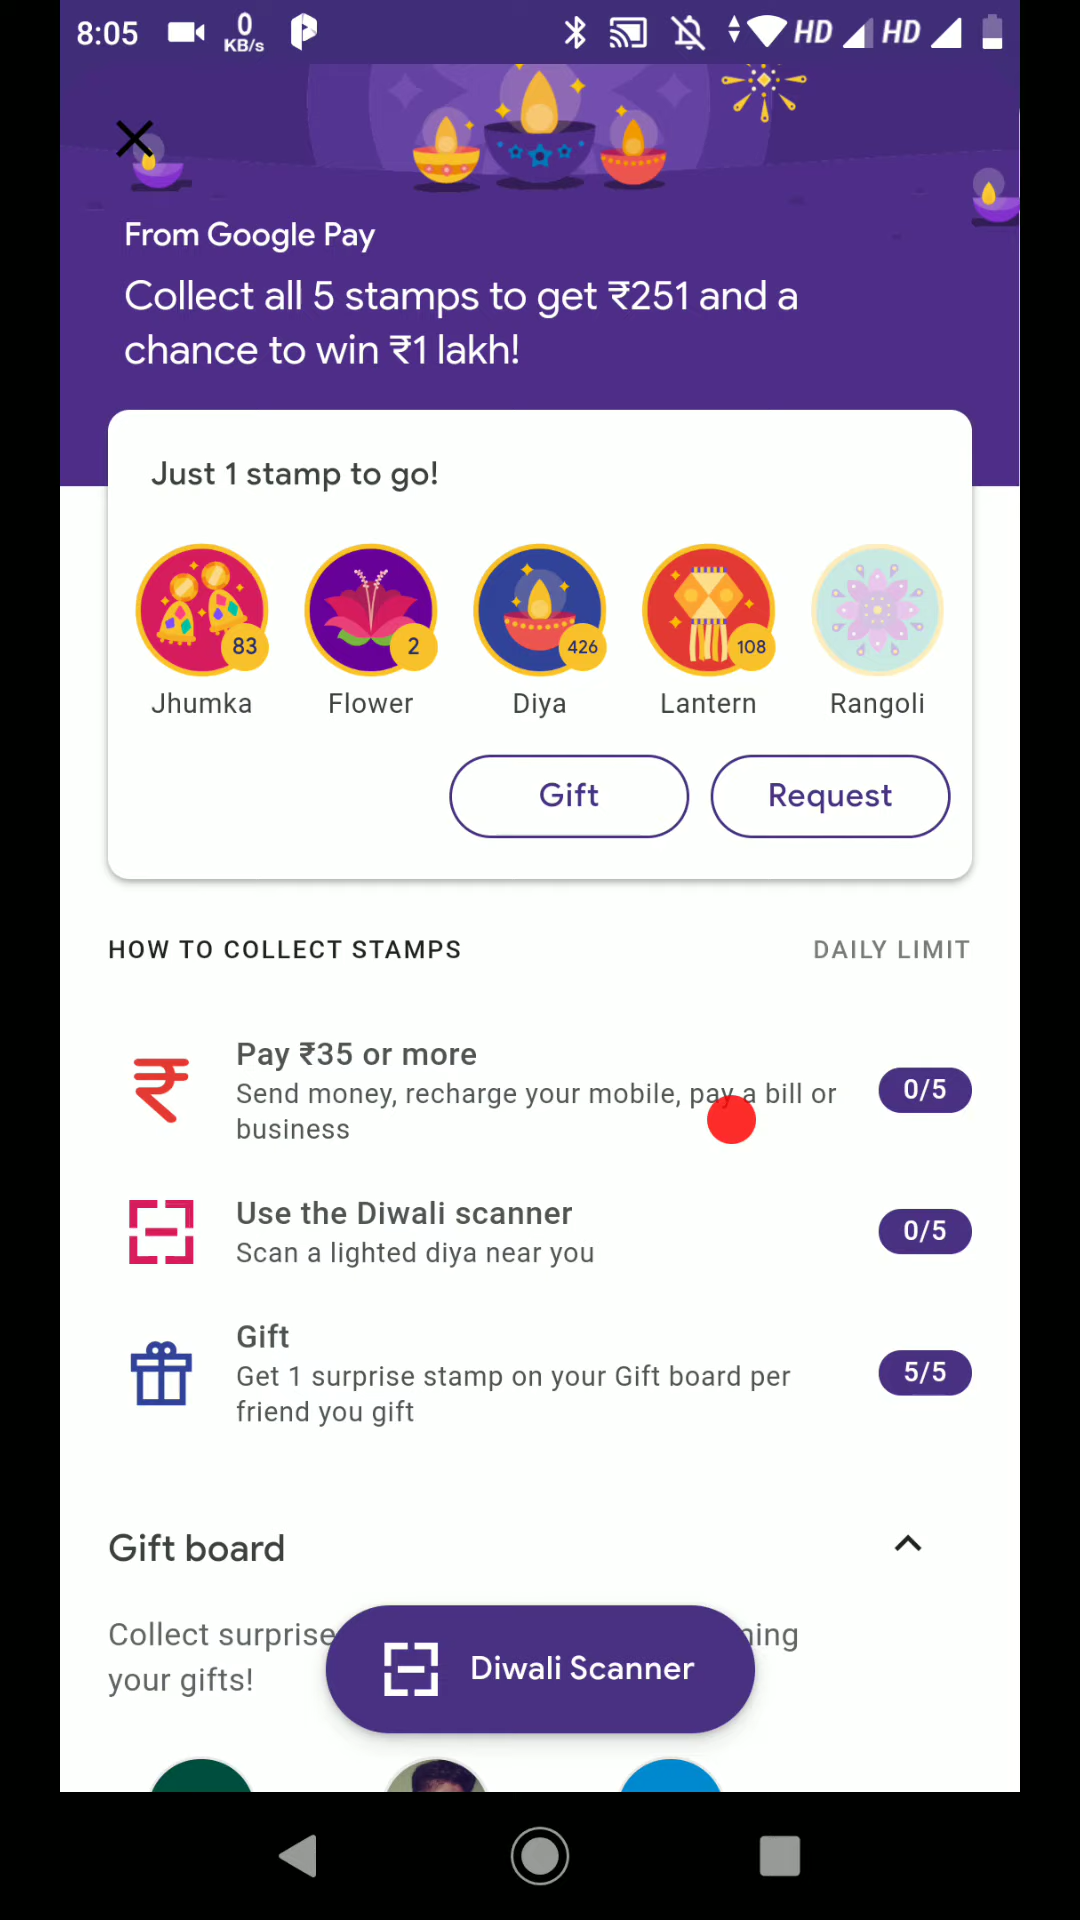 8:05
0
KB/s
HD
HD
From Google Pay
Collect all 5 stamps to get ₹251 and a
chance to win ₹1 lakh!
Just 1 stamp to go!
83
2
426
108
Jhumka
Flower
Diya
Lantern
Rangoli
Gift
Request
HOW TO COLLECT STAMPS
DAILY LIMIT
Pay ₹35 or more
Send money, recharge your mobile, pay a bill or
business
0/5
Use the Diwali scanner
Scan a lighted diya near you
0/5
Gift
Get 1 surprise stamp on your Gift board per
friend you gift
5/5
Gift board
Collect surprise
your gifts!
Diwali Scanner